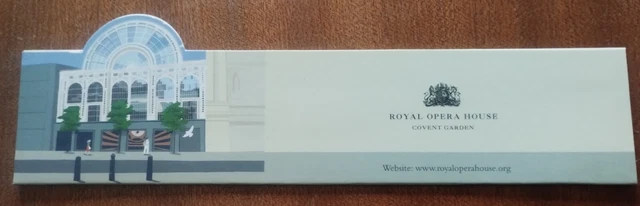 ROYAL OPERA HOUSE
COVENT GARDEN
Website: www.royaloperahouse.org